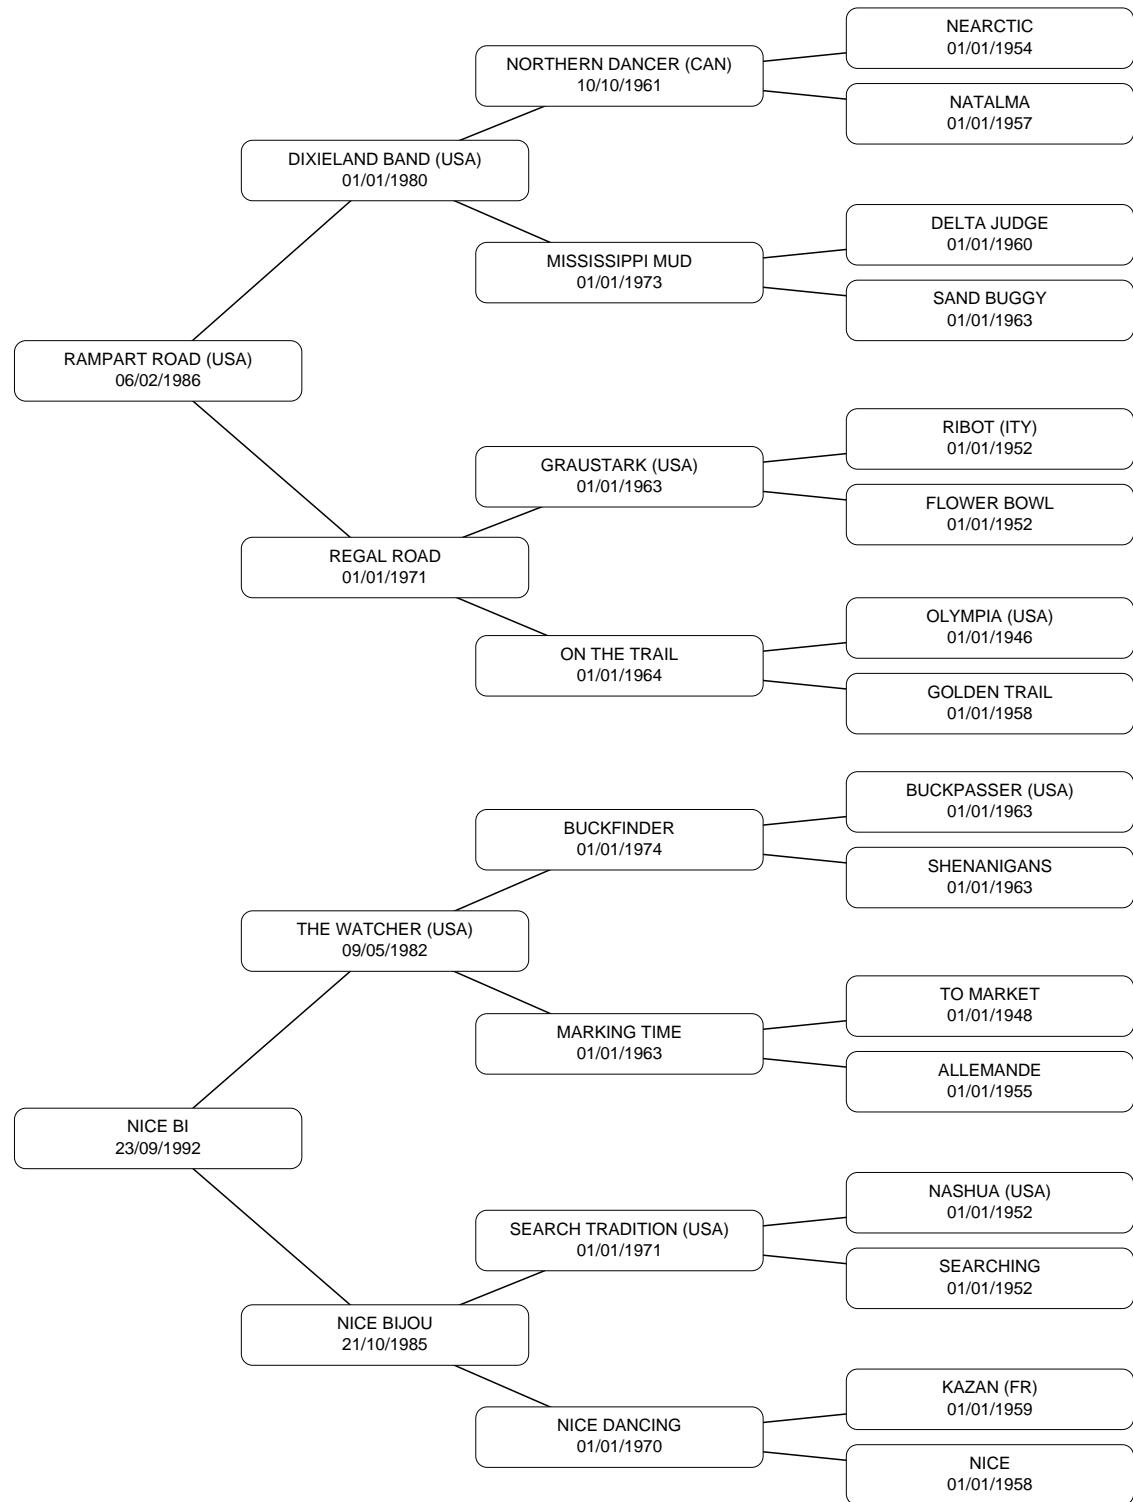 NEARCTIC
01/01/1954
NORTHERN DANCER (CAN)
10/10/1961
NATALMA
01/01/1957
DIXIELAND BAND (USA)
01/01/1980
DELTA JUDGE
01/01/1960
MISSISSIPPI MUD
01/01/1973
SAND BUGGY
01/01/1963
RAMPART ROAD (USA)
06/02/1986
RIBOT (ITY)
01/01/1952
GRAUSTARK (USA)
01/01/1963
FLOWER BOWL
01/01/1952
REGAL ROAD
01/01/1971
OLYMPIA (USA)
01/01/1946
ON THE TRAIL
01/01/1964
GOLDEN TRAIL
01/01/1958
BUCKPASSER (USA)
01/01/1963
BUCKFINDER
01/01/1974
SHENANIGANS
01/01/1963
THE WATCHER (USA)
09/05/1982
TO MARKET
01/01/1948
MARKING TIME
01/01/1963
ALLEMANDE
01/01/1955
NICE BI
23/09/1992
NASHUA (USA)
01/01/1952
SEARCH TRADITION (USA)
01/01/1971
SEARCHING
01/01/1952
NICE BIJOU
21/10/1985
KAZAN (FR)
01/01/1959
NICE DANCING
01/01/1970
NICE
01/01/1958